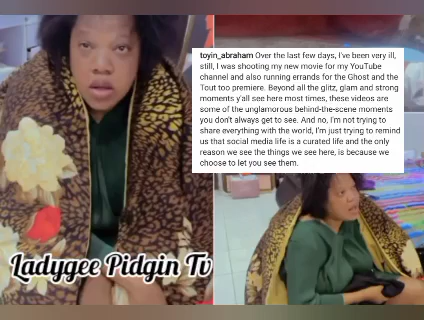 toyin_abraham Over the last few days, I've been very ill,
still, I was shooting my new movie for my YouTube
channel and also running errands for the Ghost and the
Tout too premiere. Beyond all the glitz, glam and strong
moments y'all see here most times, these videos are
some of the unglamorous behind-the-scene moments
you don't always get to see. And no, I'm not trying to
share everything with the world, I'm just trying to remind
us that social media life is a curated life and the only
reason we see the things we see here, is because we
choose to let you see them.
Ladygee Pidgin Tv